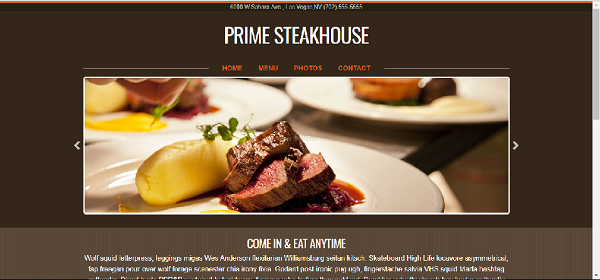 6000 W Sahara Ave., Las Vegas, NV (702) 555-5555
PRIME STEAKHOUSE
HOME MENU PHOTOS CONTACT
COME IN & EAT ANYTIME
Wolf squid letterpress, leggings migas Wes Anderson flexitarian Williamsburg seitan kitsch. Skateboard High Life locavore asymmetrical,
fap freegan pour over wolf forage scenester chia irony fixie. Godard post-ironic pug ugh, fingerstache salvia VHS squid Marfa hashtag